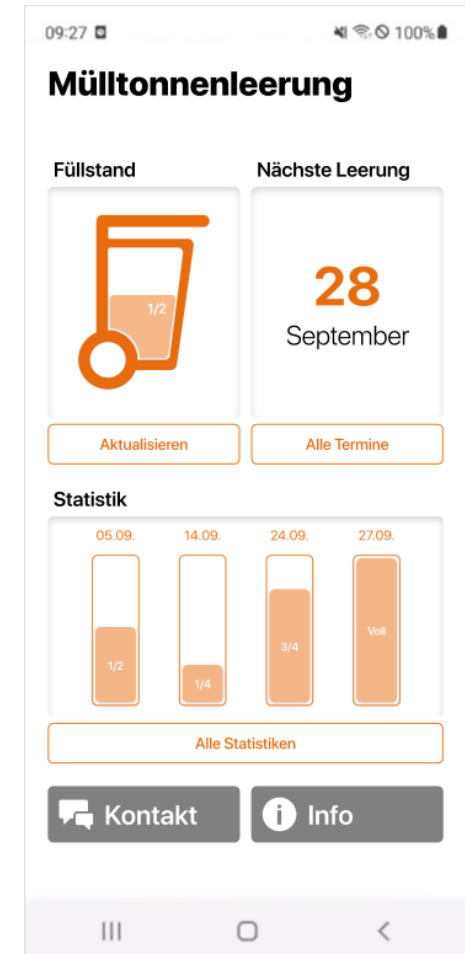 09:27 100%
Mülltonnenleerung
Füllstand Nächste Leerung
1/2
28
September
Aktualisieren Alle Termine
Statistik
05.09. 14.09. 24.09. 27.09.
1/2 1/4 3/4 Voll
Alle Statistiken
Kontakt Info